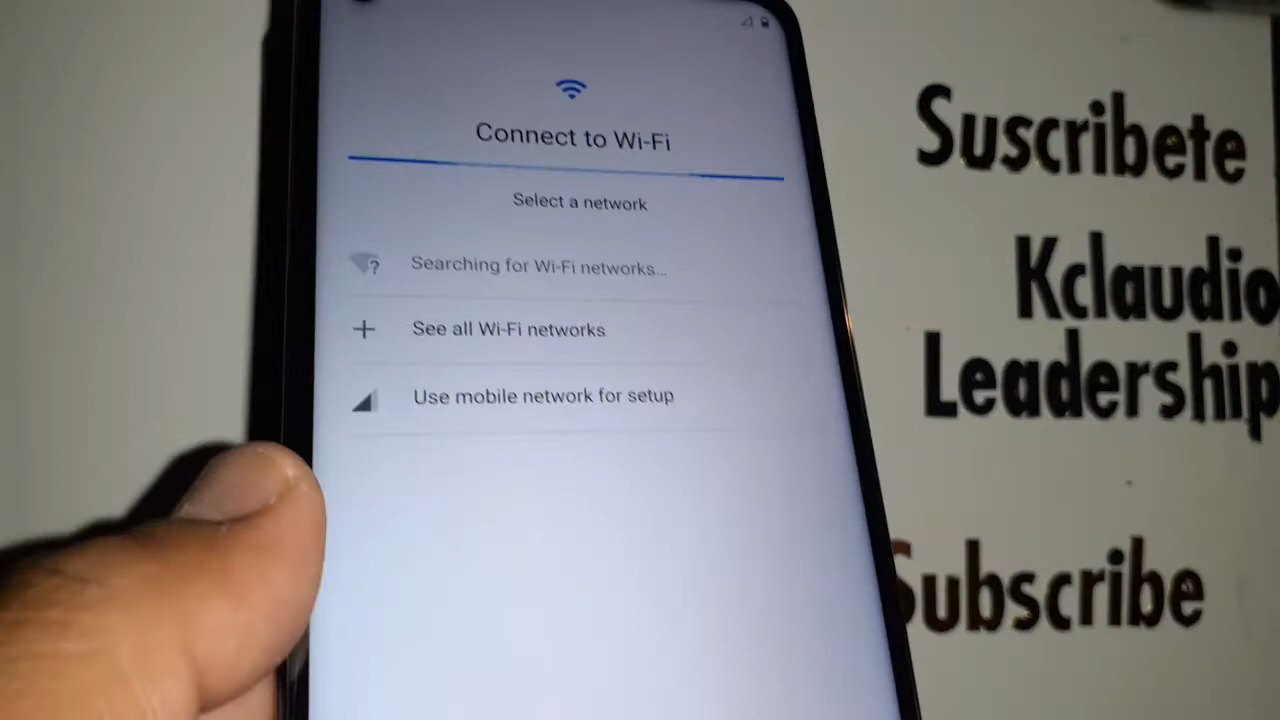 Connect to Wi-Fi
Select a network
Searching for Wi-Fi networks...
See all Wi-Fi networks
Use mobile network for setup
Suscribete
Kclaudio
Leadership
Subscribe